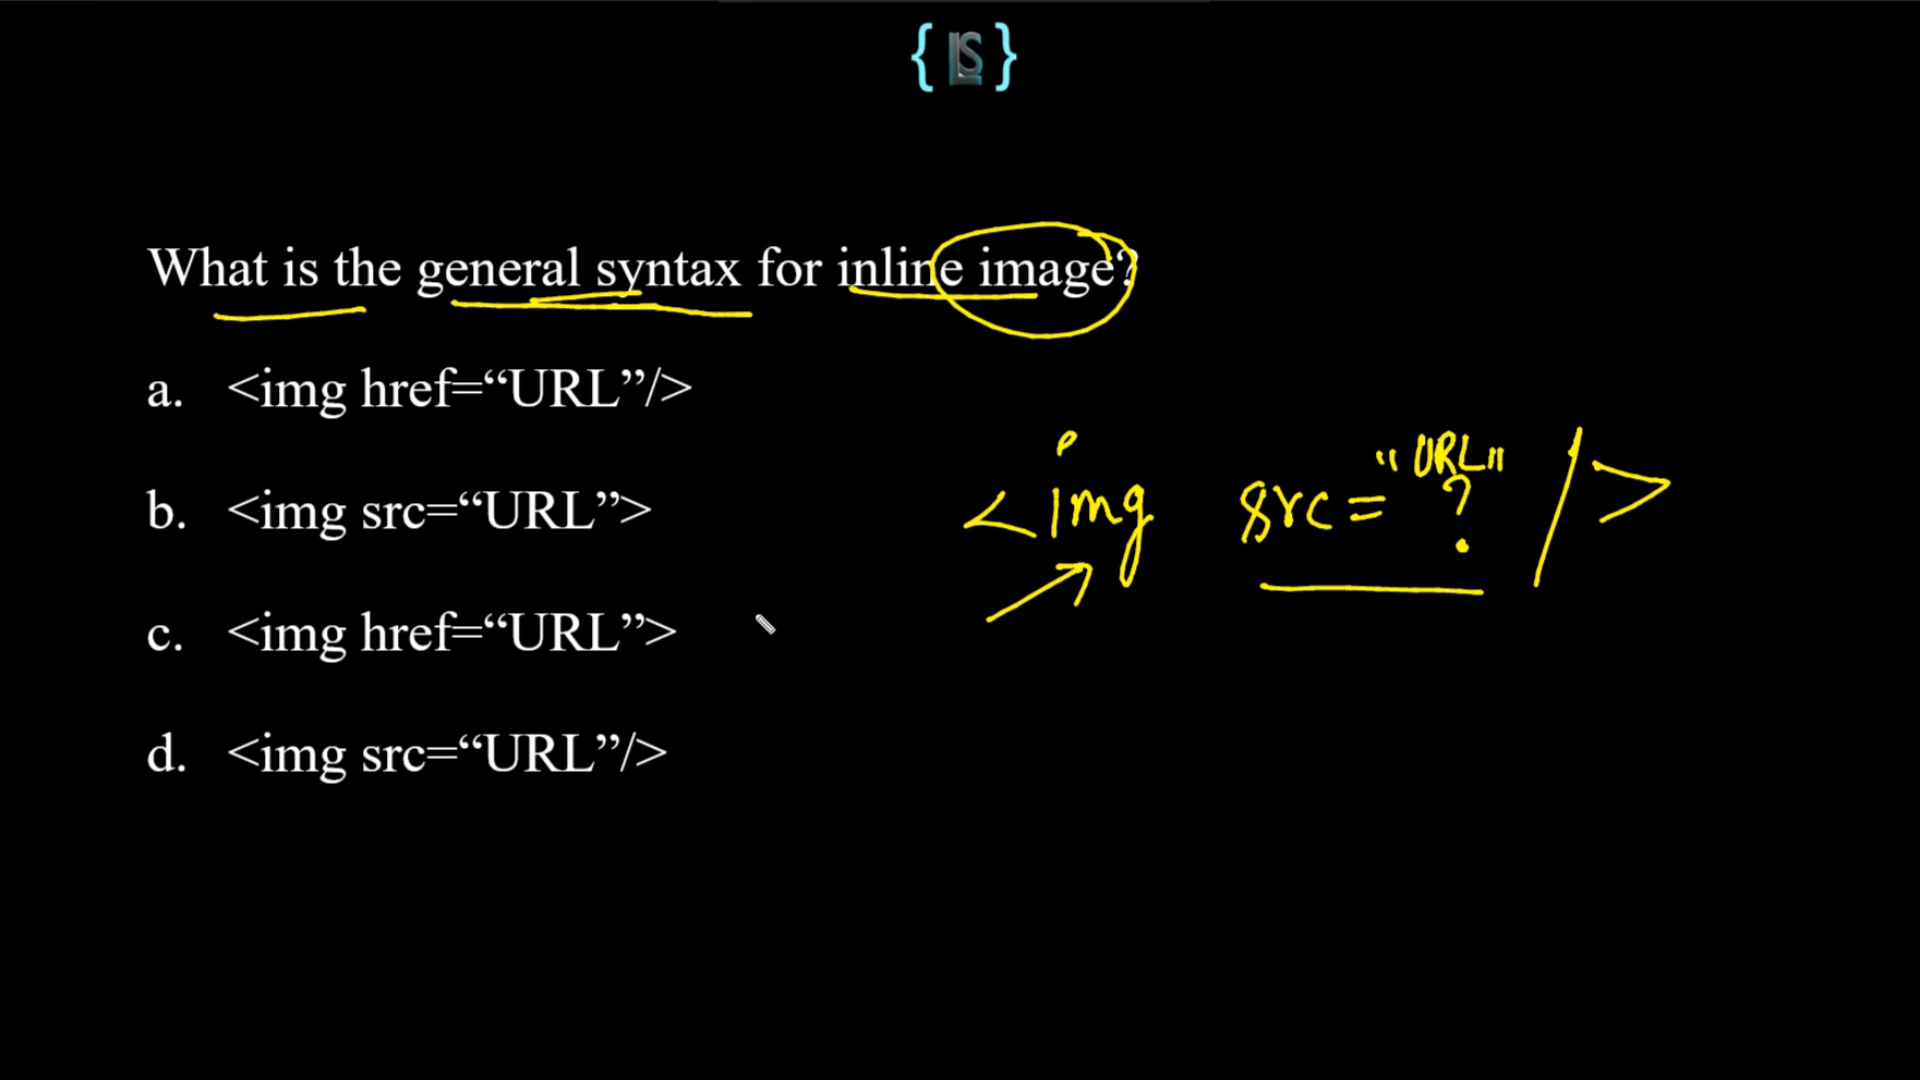 { LS }
What is the general syntax for inline image?
a. <img href=“URL”/>
b. <img src=“URL”>
c. <img href=“URL”>
d. <img src=“URL”/>
"URL"
<img src= ? />